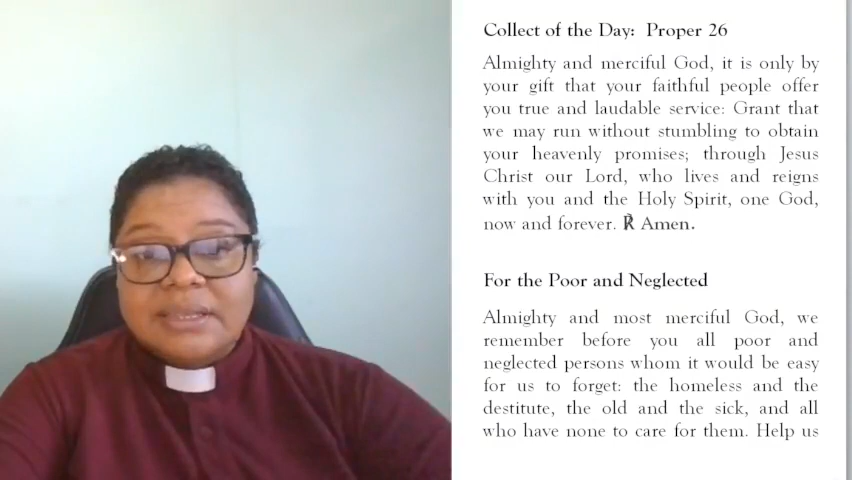 Collect of the Day: Proper 26
Almighty and merciful God, it is only by
your gift that your faithful people offer
you true and laudable service: Grant that
we may run without stumbling to obtain
your heavenly promises; through Jesus
Christ our Lord, who lives and reigns
with you and the Holy Spirit, one God,
now and forever. ℟ Amen.
For the Poor and Neglected
Almighty and most merciful God, we
remember before you all poor and
neglected persons whom it would be easy
for us to forget: the homeless and the
destitute, the old and the sick, and all
who have none to care for them. Help us